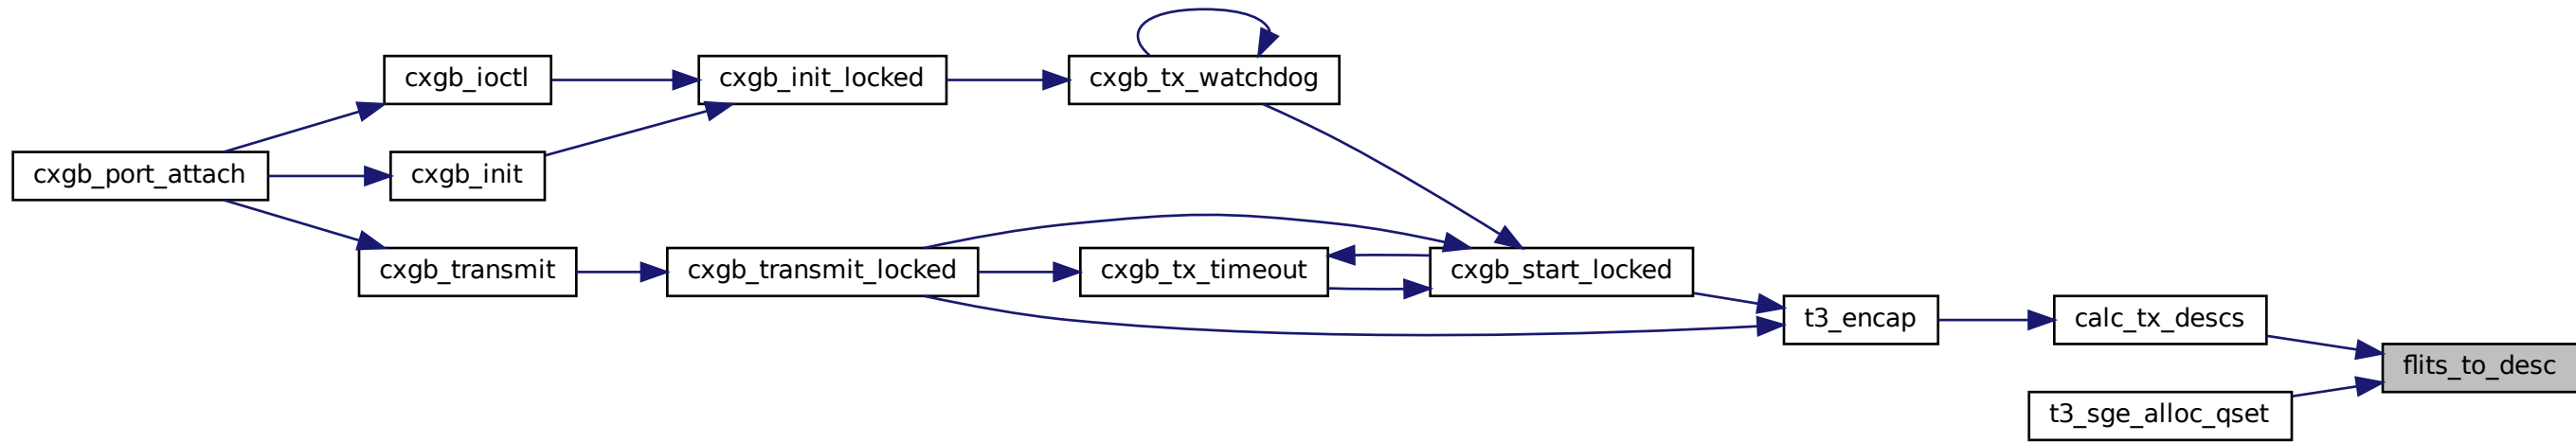 cxgb_ioctl
cxgb_init_locked
cxgb_tx_watchdog
cxgb_port_attach
cxgb_init
cxgb_transmit
cxgb_transmit_locked
cxgb_tx_timeout
cxgb_start_locked
t3_encap
calc_tx_descs
flits_to_desc
t3_sge_alloc_qset